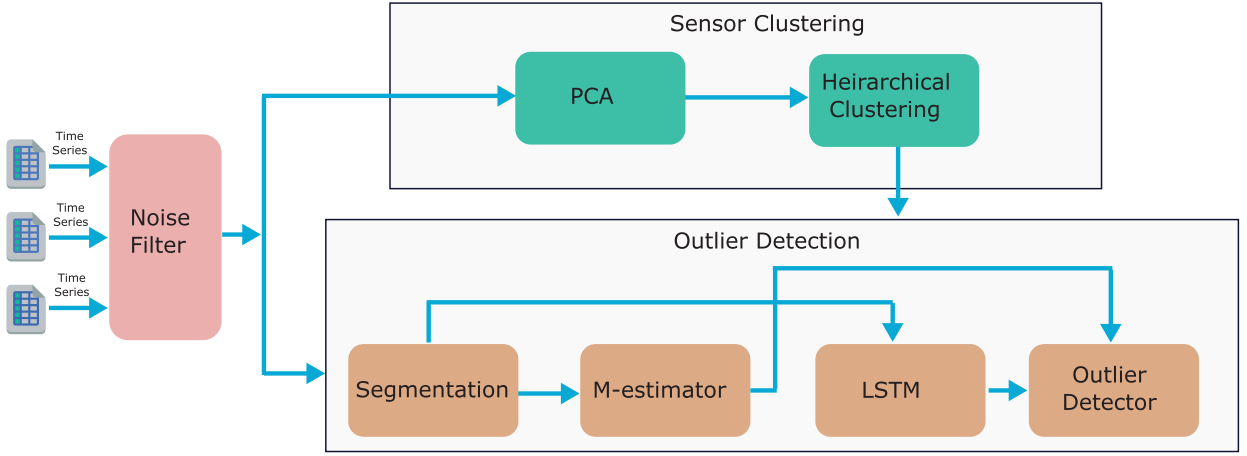 Sensor Clustering
PCA
Heirarchical
Clustering
Time
Series
Time
Series
Time
Series
Noise
Filter
Outlier Detection
Segmentation
M-estimator
LSTM
Outlier
Detector